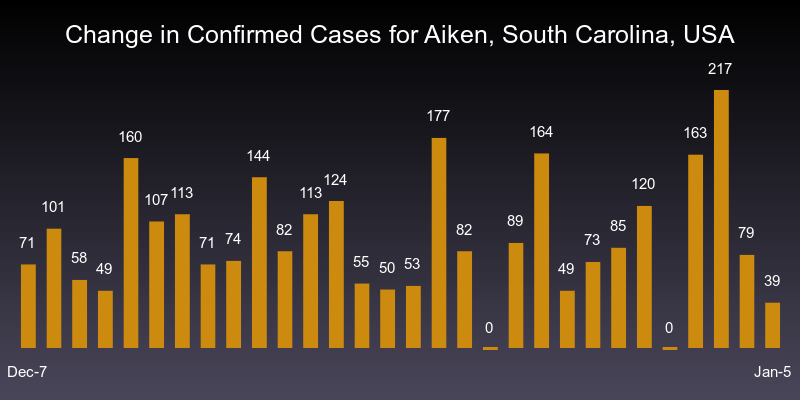 Change in Confirmed Cases for Aiken, South Carolina, USA
71 101 58 49 160 107 113 71 74 144 82 113 124 55 50 53 177 82 0 89 164 49 73 85 120 0 163 217 79 39
Dec-7 Jan-5